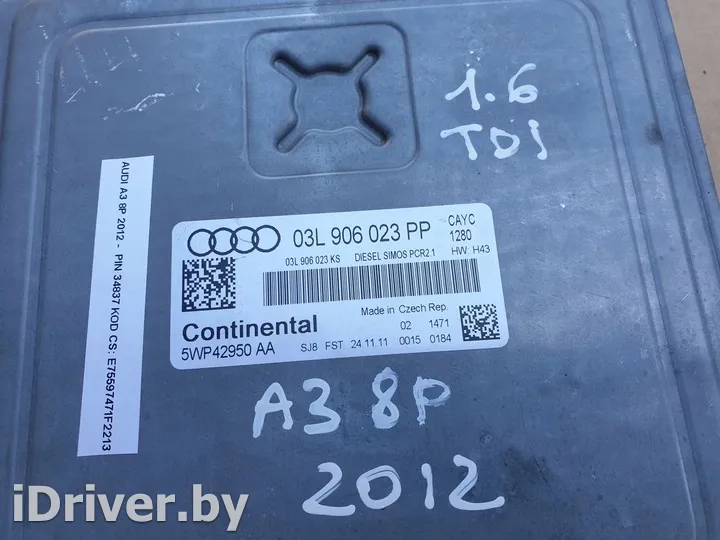 1.6
TDI
AUDI A3 8P 2012 - PIN 34837 KOD CS: E75597471F2213
03L 906 023 PP CAYC
1280
03L 906 023 KS DIESEL SIMOS PCR2.1 HW: H43
Continental Made in Czech Rep.
02 1471
5WP42950 AA SJ8 FST 24 11.11 0015 0184
A3 8P
2012
iDriver.by